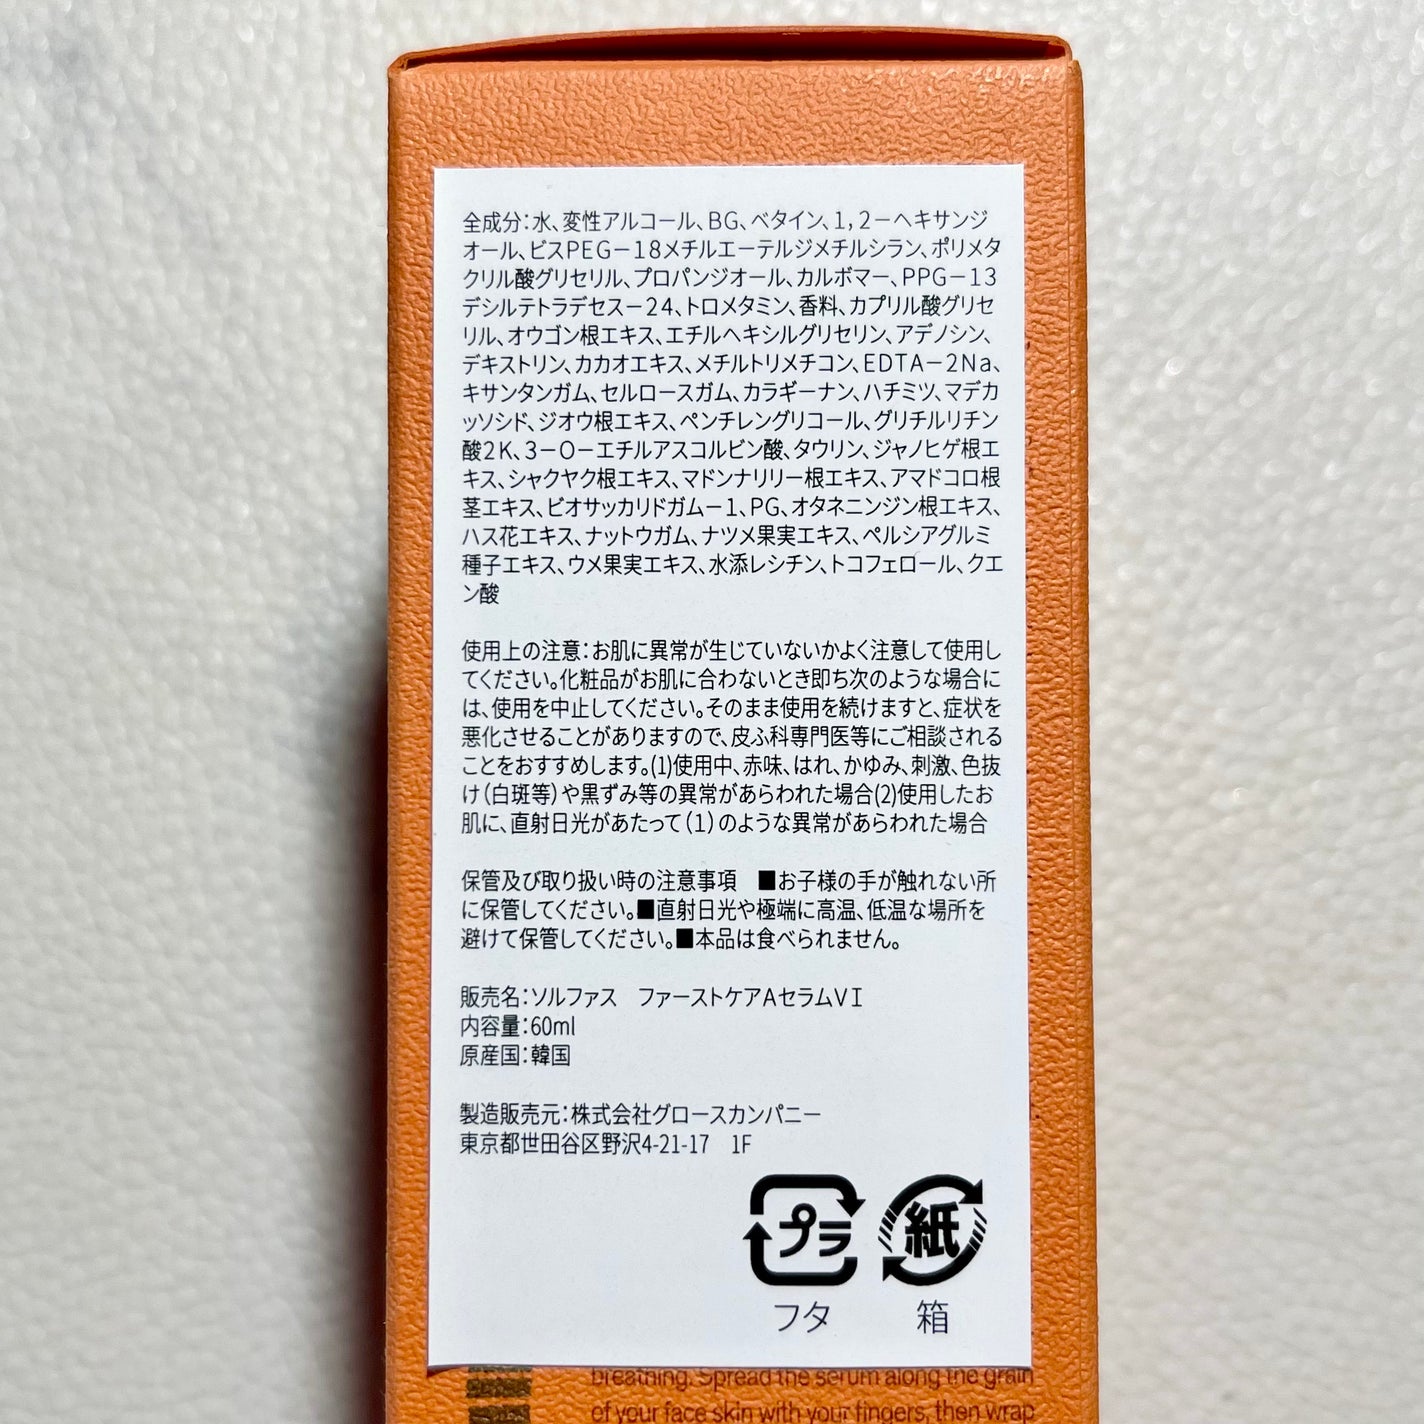 全成分:水、変性アルコール、BG、ベタイン、1,2－ヘキサンジ
オール、ビスPEG－18メチルエーテルジメチルシラン、ポリメタ
クリル酸グリセリル、プロパンジオール、カルボマー、PPG－13
デシルテトラデセス－24、トロメタミン、香料、カプリル酸グリセ
リル、オウゴン根エキス、エチルヘキシルグリセリン、アデノシン、
デキストリン、カカオエキス、メチルトリメチコン、EDTA－2Na、
キサンタンガム、セルロースガム、カラギーナン、ハチミツ、マデカ
ッソシド、ジオウ根エキス、ペンチレングリコール、グリチルリチン
酸2K、3－O－エチルアスコルビン酸、タウリン、ジャノヒゲ根エ
キス、シャクヤク根エキス、マドンナリリー根エキス、アマドコロ根
茎エキス、ビオサッカリドガム－1、PG、オタネニンジン根エキス、
ハス花エキス、ナットウガム、ナツメ果実エキス、ペルシアグルミ
種子エキス、ウメ果実エキス、水添レシチン、トコフェロール、クエ
ン酸
使用上の注意:お肌に異常が生じていないかよく注意して使用し
てください。化粧品がお肌に合わないとき即ち次のような場合に
は、使用を中止してください。そのまま使用を続けますと、症状を
悪化させることがありますので、皮ふ科専門医等にご相談される
ことをおすすめします。(1)使用中、赤味、はれ、かゆみ、刺激、色抜
け（白斑等）や黒ずみ等の異常があらわれた場合(2)使用したお
肌に、直射日光があたって（1）のような異常があらわれた場合
保管及び取り扱い時の注意事項　■お子様の手が触れない所
に保管してください。■直射日光や極端に高温、低温な場所を
避けて保管してください。■本品は食べられません。
販売名:ソルファス　ファーストケアAセラムVI
内容量:60ml
原産国:韓国
製造販売元:株式会社グロースカンパニー
東京都世田谷区野沢4-21-17　1F
プラ 紙
フタ 箱
breathing. Spread the serum along the grain
of your face skin with your fingers, then wrap